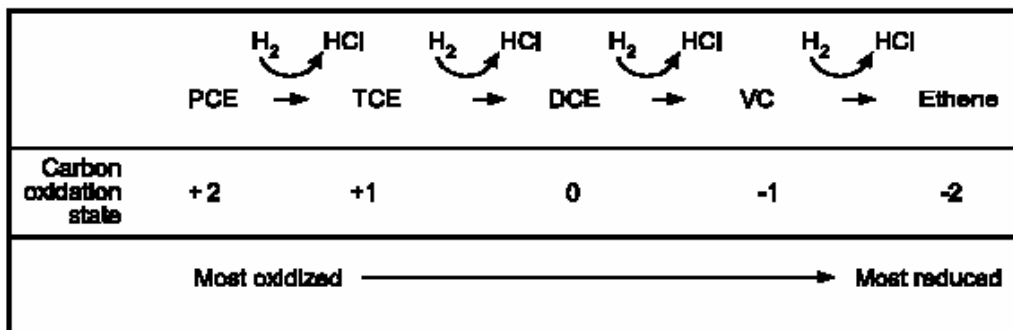 H₂ HCl H₂ HCl H₂ HCl H₂ HCl
PCE → TCE → DCE → VC → Ethene
Carbon
oxidation
state
+2 +1 0 -1 -2
Most oxidized → Most reduced